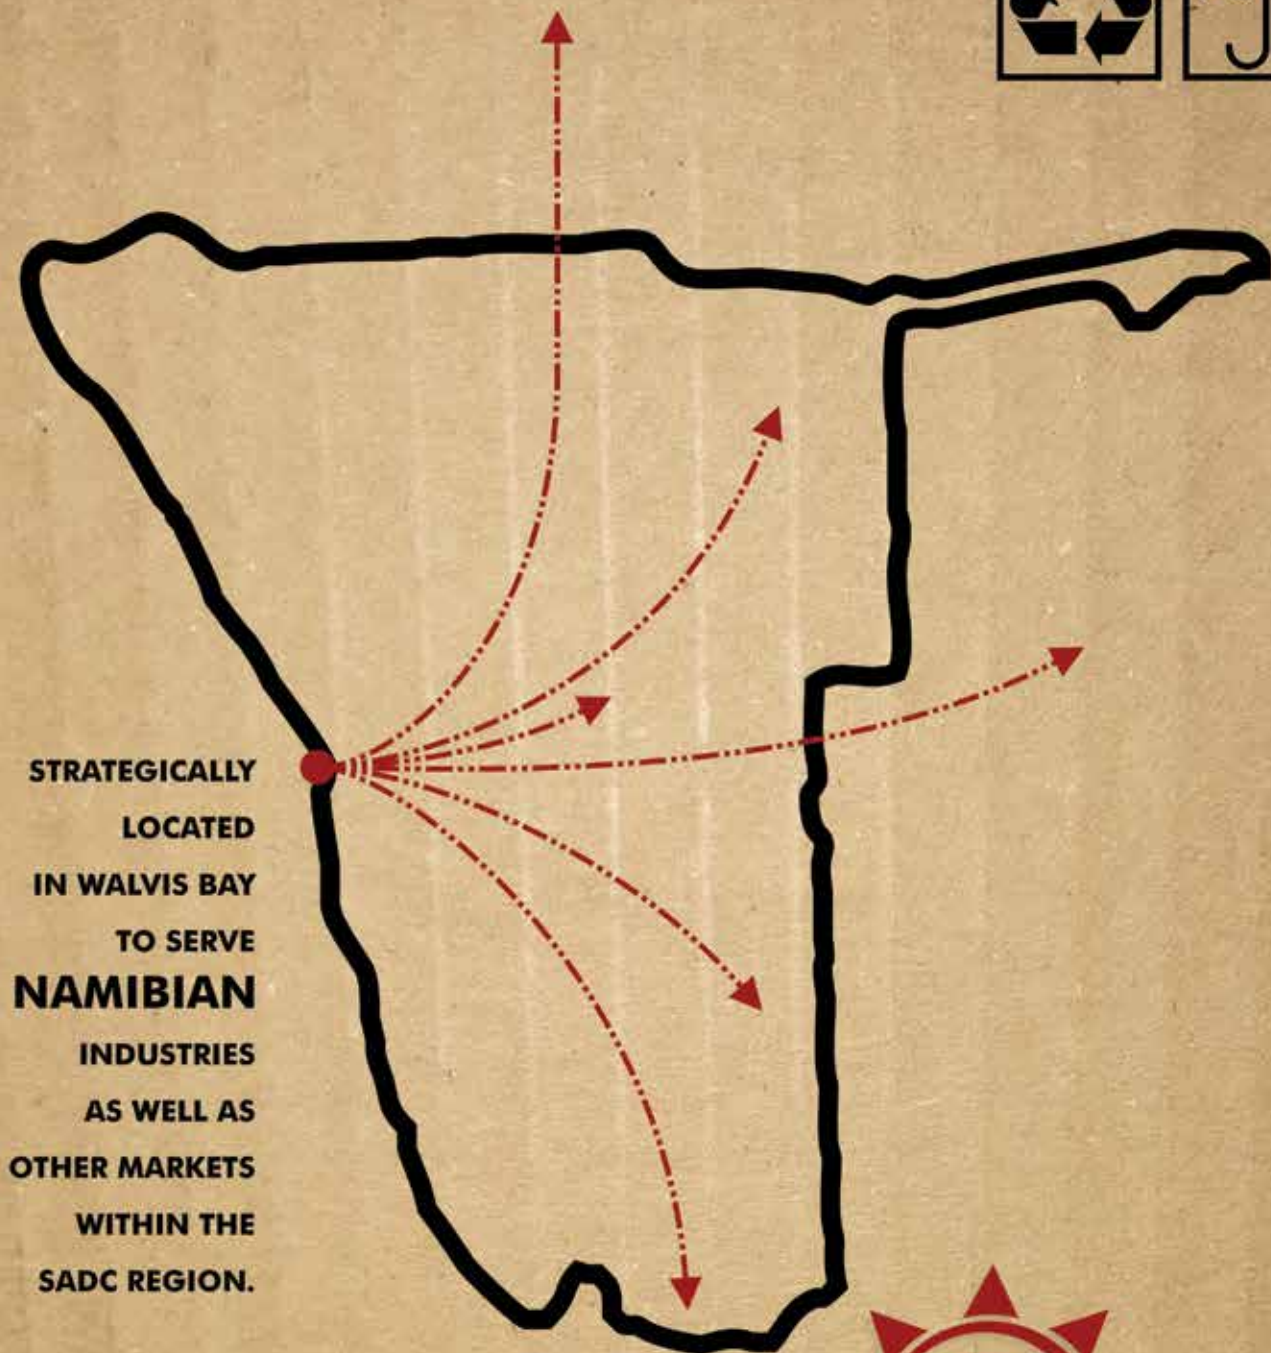 STRATEGICALLY
LOCATED
IN WALVIS BAY
TO SERVE
NAMIBIAN
INDUSTRIES
AS WELL AS
OTHER MARKETS
WITHIN THE
SADC REGION.